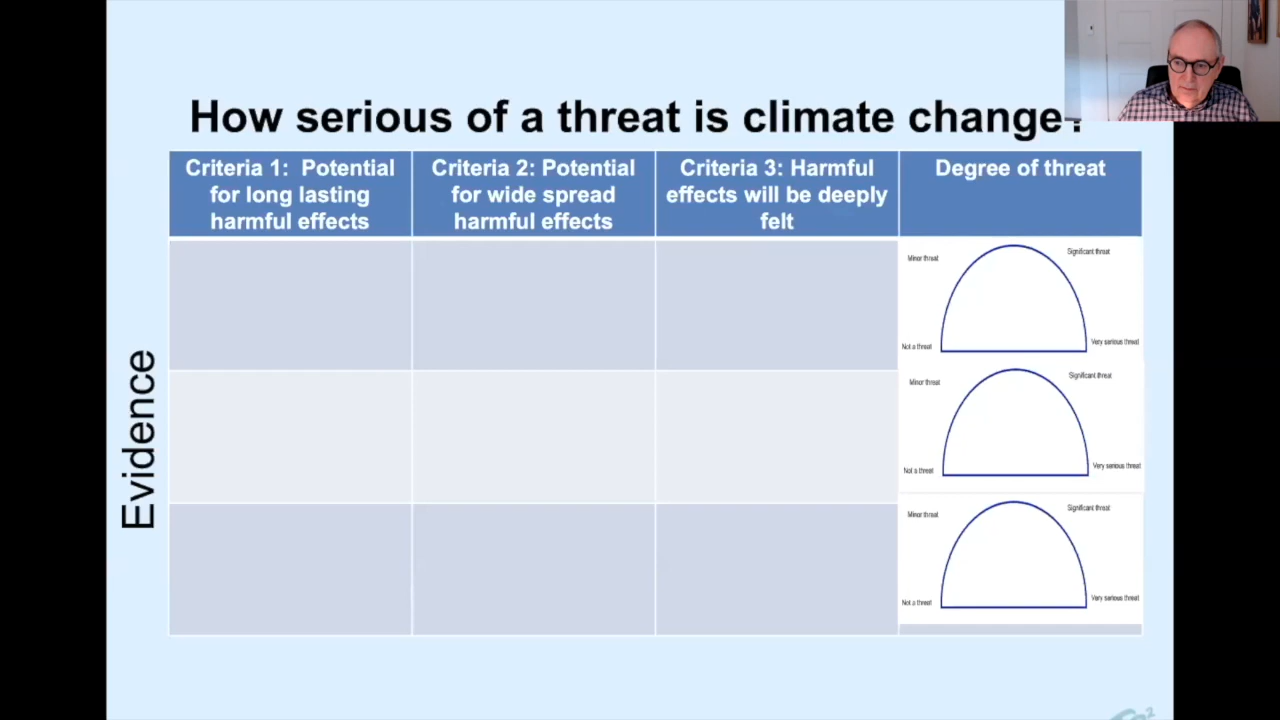 How serious of a threat is climate change?
Criteria 1: Potential
for long lasting
harmful effects
Criteria 2: Potential
for wide spread
harmful effects
Criteria 3: Harmful
effects will be deeply
felt
Degree of threat
Evidence
Minor threat
Significant threat
Not a threat
Very serious threat
Minor threat
Significant threat
Not a threat
Very serious threat
Minor threat
Significant threat
Not a threat
Very serious threat